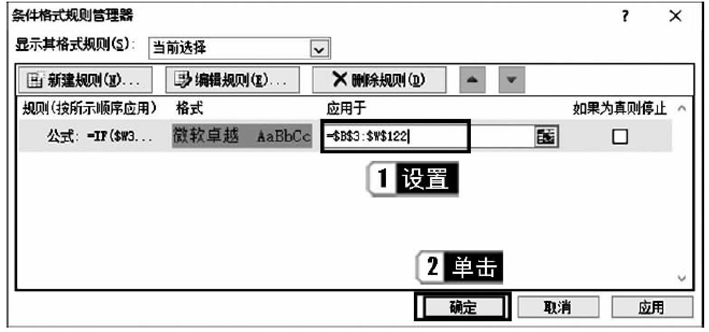 条件格式规则管理器 ? ×
显示其格式规则(S): 当前选择
新建规则(N)... 编辑规则(E)... 删除规则(D)
规则(按所示顺序应用) 格式 应用于 如果为真则停止
公式: =IF($W3... 微软卓越 AaBbCc =$B$3:$W$122
1 设置
2 单击
确定 取消 应用